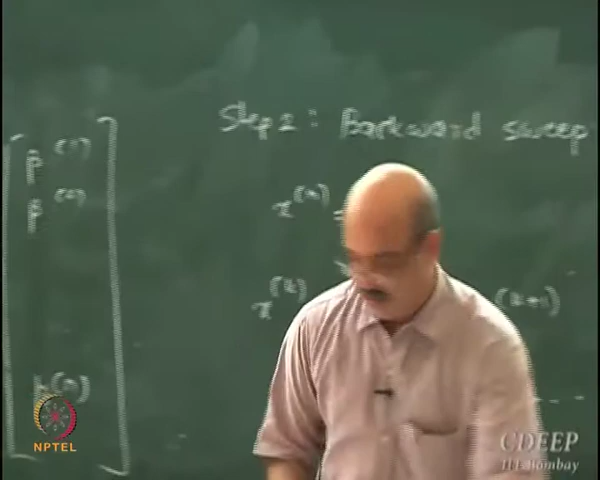 Step 2 : Backward sweep
β^(1)
β^(2)
x^(n) =
x^(k)
(k+1)
(n)
NPTEL
CDEEP
IIT Bombay